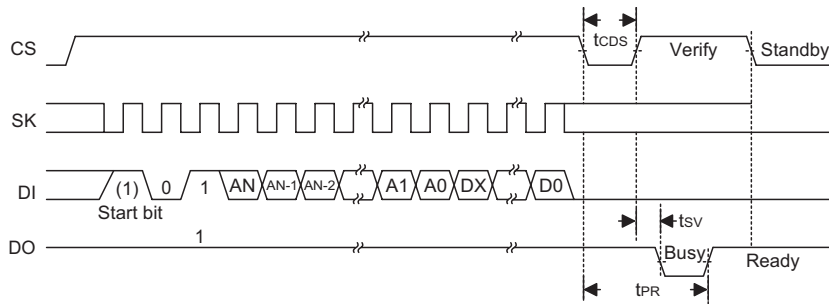 CS tCDS Verify Standby
SK
DI (1) 0 1 AN AN-1 AN-2 A1 A0 DX D0
Start bit
tSV
DO 1 Busy Ready
tPR